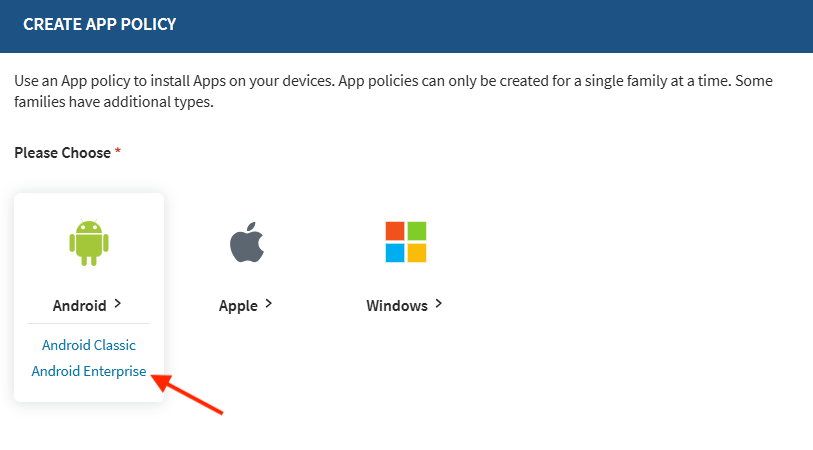 CREATE APP POLICY
Use an App policy to install Apps on your devices. App policies can only be created for a single family at a time. Some
families have additional types.
Please Choose *
Android >
Apple >
Windows >
Android Classic
Android Enterprise